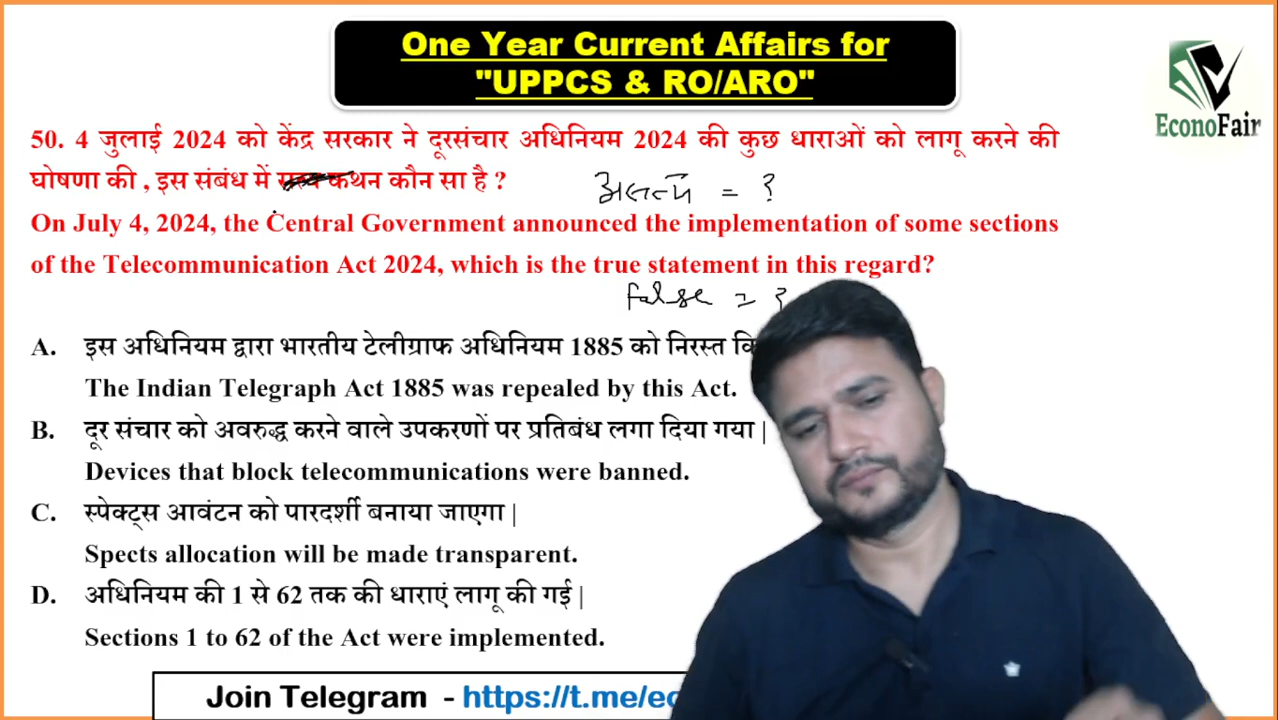 One Year Current Affairs for
"UPPCS & RO/ARO"
EconoFair
50. 4 जुलाई 2024 को केंद्र सरकार ने दूरसंचार अधिनियम 2024 की कुछ धाराओं को लागू करने की
घोषणा की , इस संबंध में कथन कौन सा है ?
असत्य = ?
On July 4, 2024, the Central Government announced the implementation of some sections
of the Telecommunication Act 2024, which is the true statement in this regard?
False = ?
A. इस अधिनियम द्वारा भारतीय टेलीग्राफ अधिनियम 1885 को निरस्त
The Indian Telegraph Act 1885 was repealed by this Act.
B. दूर संचार को अवरुद्ध करने वाले उपकरणों पर प्रतिबंध लगा दिया गया |
Devices that block telecommunications were banned.
C. स्पेक्ट्स आवंटन को पारदर्शी बनाया जाएगा |
Spects allocation will be made transparent.
D. अधिनियम की 1 से 62 तक की धाराएं लागू की गई |
Sections 1 to 62 of the Act were implemented.
Join Telegram - https://t.me/ec